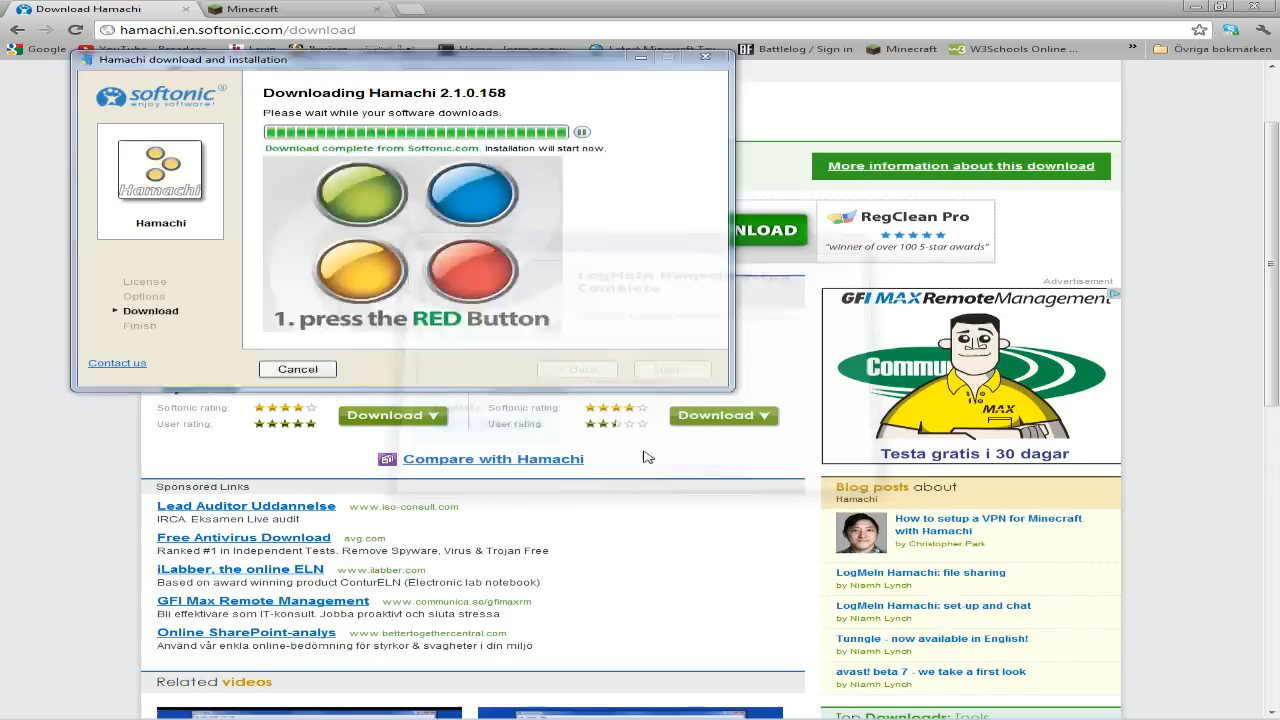 Download Hamachi
Minecraft
hamachi.en.softonic.com/download
Google
Battlelog / Sign in
Minecraft
W3Schools Online ...
Övriga bokmärken
Hamachi download and installation
softonic®
enjoy software!
Hamachi
Hamachi
License
Options
Download
Finish
Contact us
Downloading Hamachi 2.1.0.158
Please wait while your software downloads.
Download complete from Softonic.com. Installation will start now.
1. press the RED Button
Cancel
LogMeIn Hamachi Setup
Complete
< Back
More information about this download
NLOAD
RegClean Pro
"winner of over 100 5-star awards"
Softonic rating:
User rating:
Download
Softonic rating:
User rating:
Download
Compare with Hamachi
Sponsored Links
Lead Auditor Uddannelse www.iso-consult.com
IRCA. Eksamen Live audit
Free Antivirus Download avg.com
Ranked #1 in Independent Tests. Remove Spyware, Virus & Trojan Free
iLabber, the online ELN www.ilabber.com
Based on award winning product ConturELN (Electronic lab notebook)
GFI Max Remote Management www.communica.se/gfimaxrm
Bli effektivare som IT-konsult. Jobba proaktivt och sluta stressa
Online SharePoint-analys www.bettertogethercentral.com
Använd vår enkla online-bedömning för styrkor & svagheter i din miljö
Related videos
Advertisement
GFI MAX RemoteManagement
Commu
MAX
Testa gratis i 30 dagar
Blog posts about
Hamachi
How to setup a VPN for Minecraft
with Hamachi
by Christopher Park
LogMeIn Hamachi: file sharing
by Niamh Lynch
LogMeIn Hamachi: set-up and chat
by Niamh Lynch
Tunngle - now available in English!
by Niamh Lynch
avast! beta 7 - we take a first look
by Niamh Lynch
Top Downloads: Tools